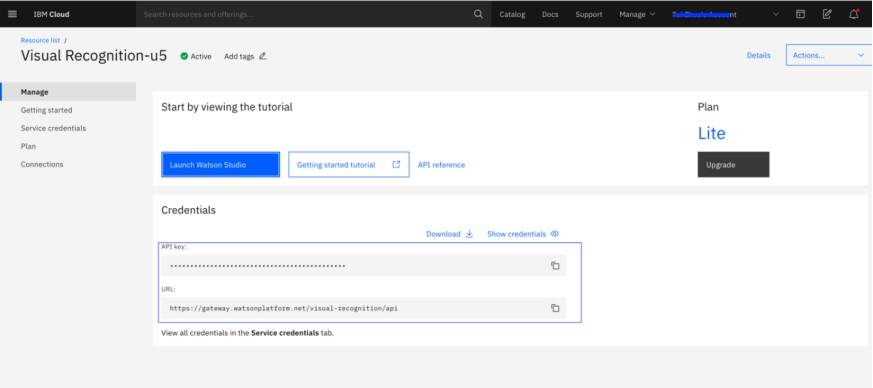 IBM Cloud
Search resources and offerings...
Catalog
Docs
Support
Manage
Resource list /
Visual Recognition-u5
Active
Add tags
Details
Actions...
Manage
Getting started
Service credentials
Plan
Connections
Start by viewing the tutorial
Plan
Lite
Launch Watson Studio
Getting started tutorial
API reference
Upgrade
Credentials
Download
Show credentials
API key:
URL:
https://gateway.watsonplatform.net/visual-recognition/api
View all credentials in the Service credentials tab.